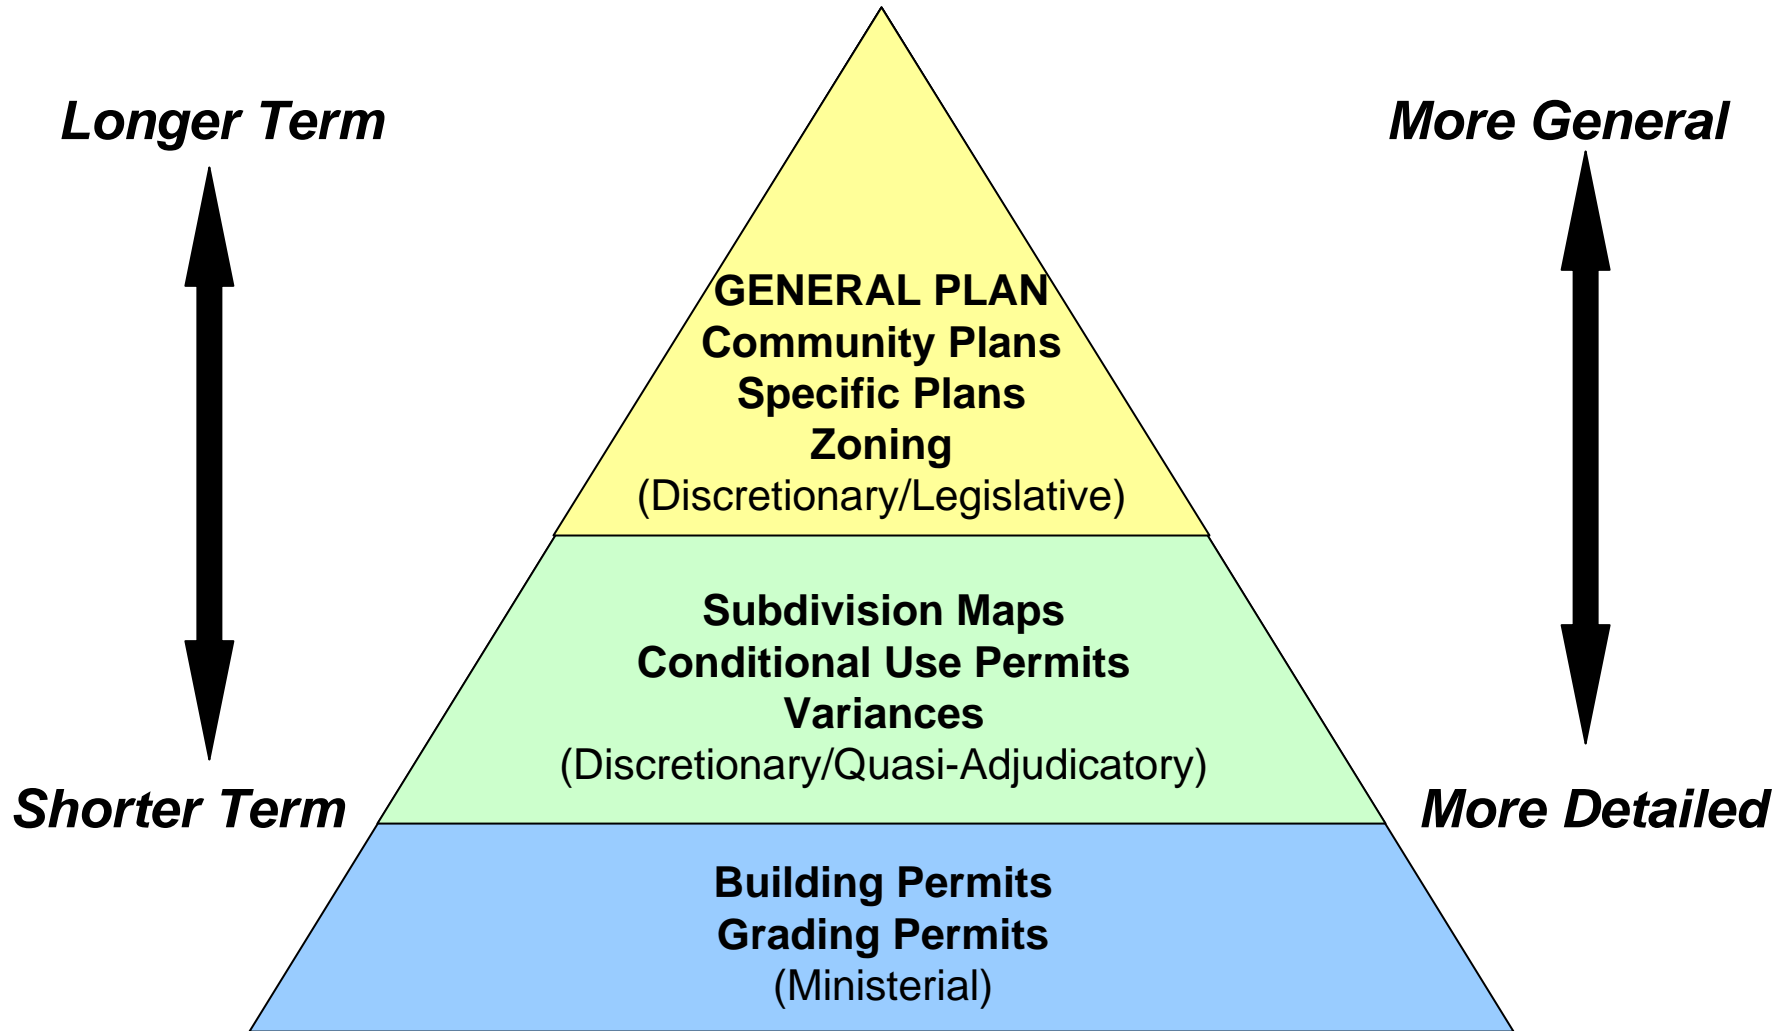 Longer Term
More General
GENERAL PLAN
Community Plans
Specific Plans
Zoning
(Discretionary/Legislative)
Subdivision Maps
Conditional Use Permits
Variances
(Discretionary/Quasi-Adjudicatory)
Shorter Term
More Detailed
Building Permits
Grading Permits
(Ministerial)